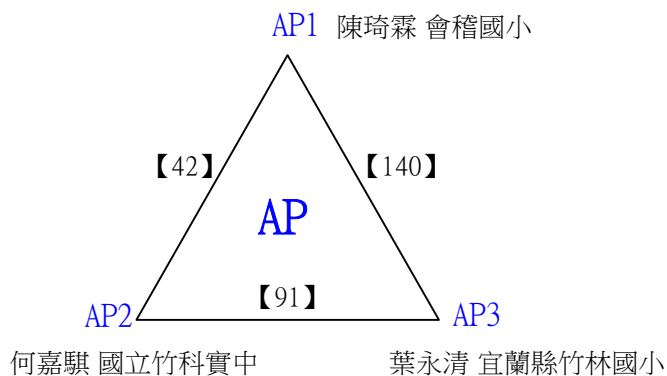 AP1 陳琦霖 會稽國小
【42】 【140】
AP
【91】
AP2 AP3
何嘉騏 國立竹科實中 葉永清 宜蘭縣竹林國小